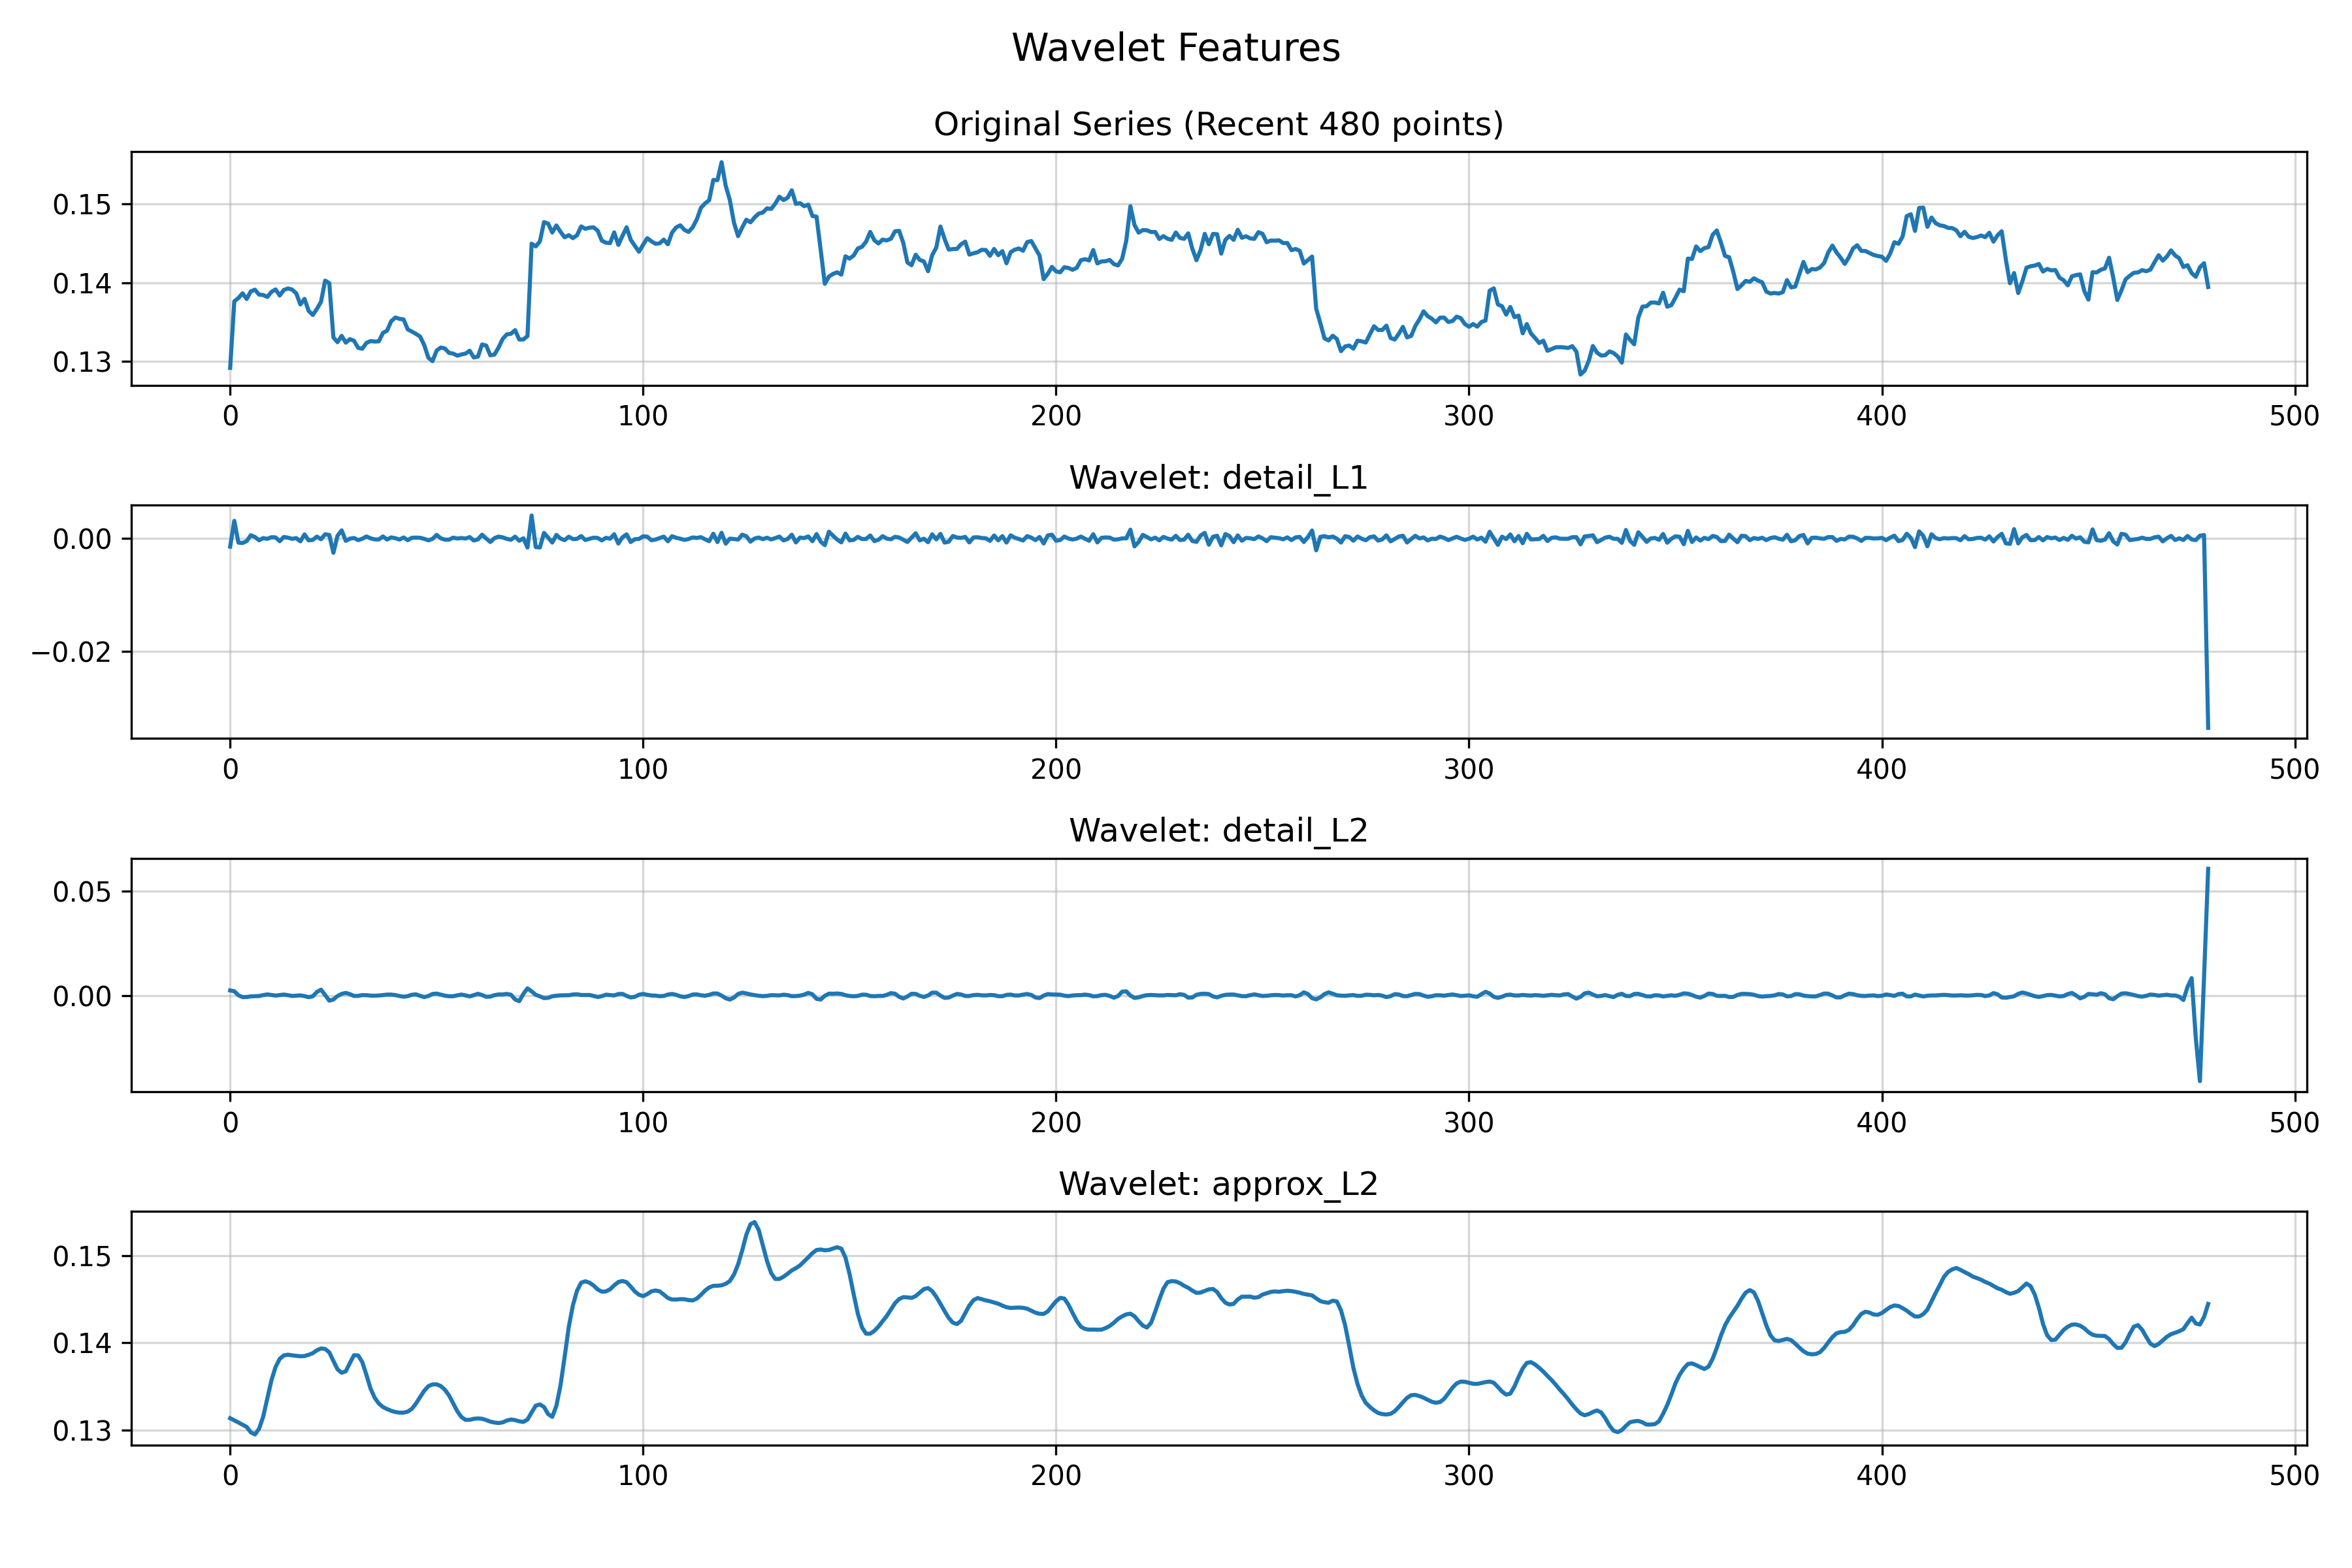 Wavelet Features
Original Series (Recent 480 points)
0.15
0.14
0.13
0 100 200 300 400 500
Wavelet: detail_L1
0.00
−0.02
0 100 200 300 400 500
Wavelet: detail_L2
0.05
0.00
0 100 200 300 400 500
Wavelet: approx_L2
0.15
0.14
0.13
0 100 200 300 400 500